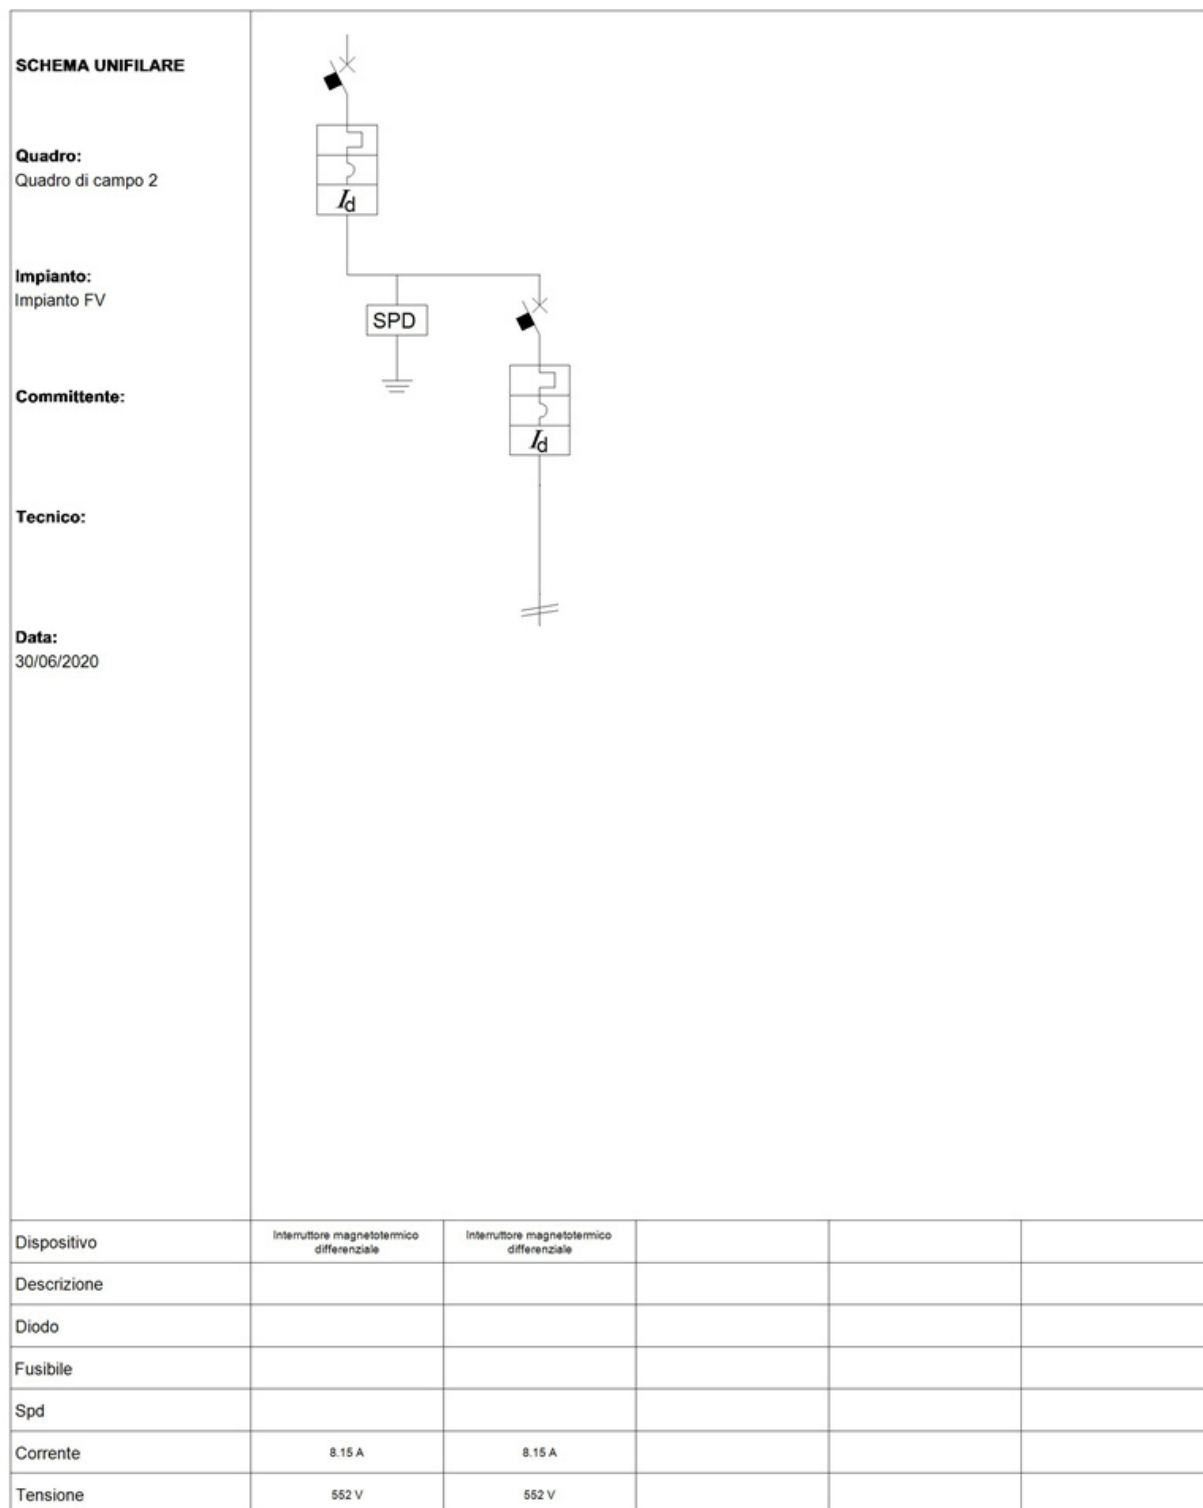 SCHEMA UNIFILARE
Quadro:
Quadro di campo 2
Impianto:
Impianto FV
Committente:
Tecnico:
Data:
30/06/2020
Id
SPD
Id
Dispositivo
Interruttore magnetotermico
differenziale
Interruttore magnetotermico
differenziale
Descrizione
Diodo
Fusibile
Spd
Corrente
8.15 A
8.15 A
Tensione
552 V
552 V